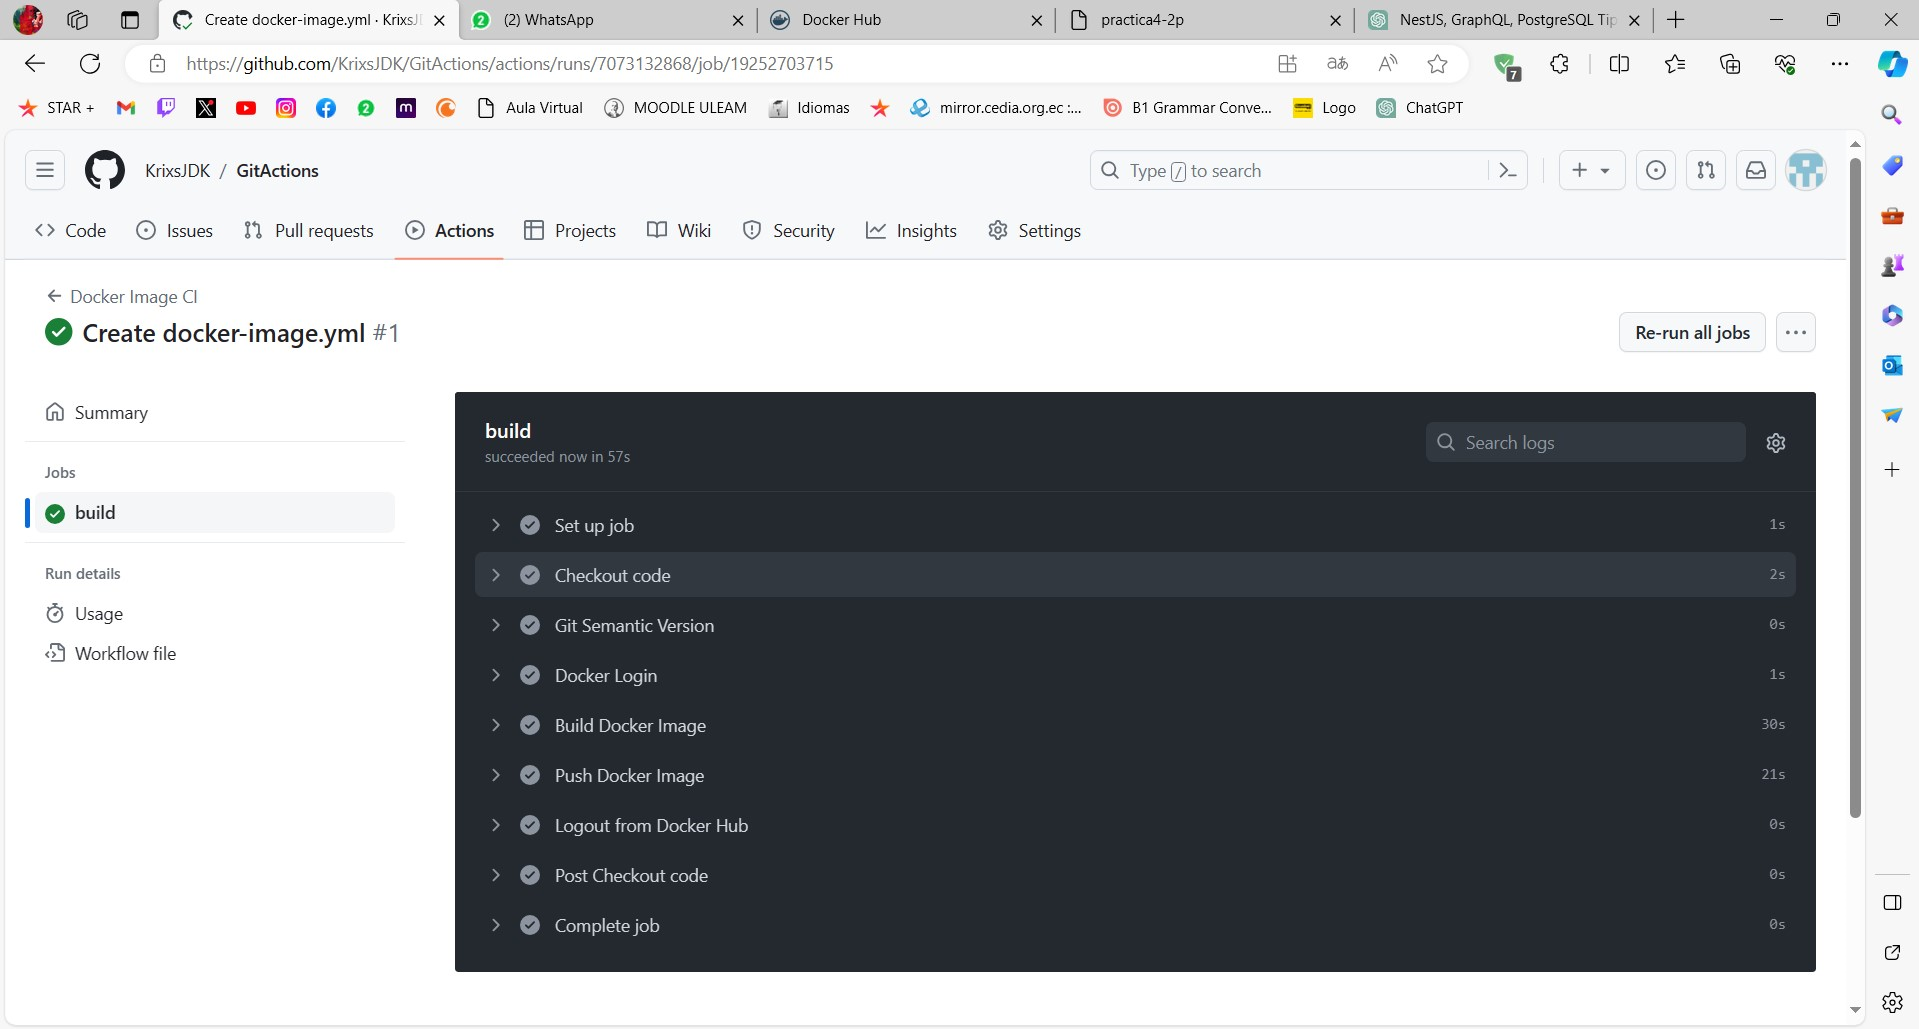 Create docker-image.yml · KrixsJ
(2) WhatsApp
Docker Hub
practica4-2p
NestJS, GraphQL, PostgreSQL Tip
https://github.com/KrixsJDK/GitActions/actions/runs/7073132868/job/19252703715
7
STAR +
Aula Virtual
MOODLE ULEAM
Idiomas
mirror.cedia.org.ec :...
B1 Grammar Conve...
Logo
ChatGPT
KrixsJDK / GitActions
Type / to search
Code
Issues
Pull requests
Actions
Projects
Wiki
Security
Insights
Settings
Docker Image CI
Create docker-image.yml #1
Re-run all jobs
Summary
Jobs
build
Run details
Usage
Workflow file
build
succeeded now in 57s
Search logs
Set up job 1s
Checkout code 2s
Git Semantic Version 0s
Docker Login 1s
Build Docker Image 30s
Push Docker Image 21s
Logout from Docker Hub 0s
Post Checkout code 0s
Complete job 0s